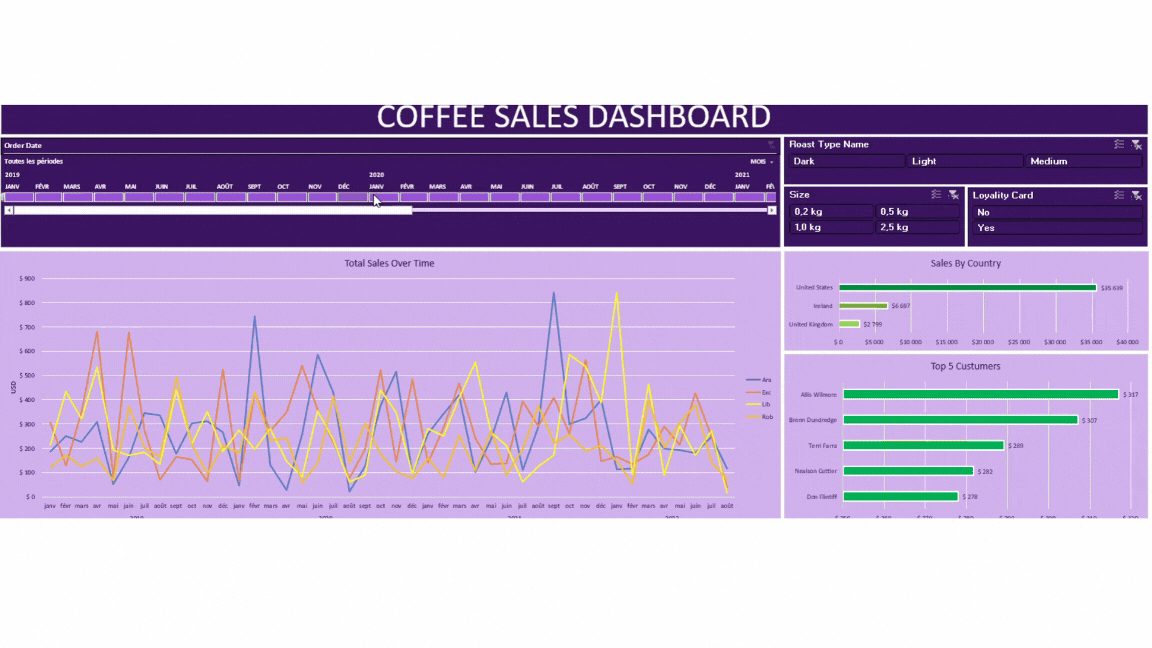 COFFEE SALES DASHBOARD
Order Date
Toutes les périodes MOIS
2019 2020 2021
JANV FÉVR MARS AVR MAI JUIN JUIL AOÛT SEPT OCT NOV DÉC JANV FÉVR MARS AVR MAI JUIN JUIL AOÛT SEPT OCT NOV DÉC JANV
Roast Type Name
Dark Light Medium
Size
0,2 kg 0,5 kg
1,0 kg 2,5 kg
Loyality Card
No
Yes
Total Sales Over Time
$ 900
$ 800
$ 700
$ 600
$ 500
$ 400
$ 300
$ 200
$ 100
$ 0
USD
janv févr mars avr mai juin juil août sept oct nov déc janv févr mars avr mai juin juil août sept oct nov déc janv févr mars avr mai juin juil août sept oct nov déc janv févr mars avr mai juin juil août
Ara
Exc
Lib
Rob
Sales By Country
United States $35 639
Ireland $6 697
United Kingdom $2 799
$ 0 $5 000 $10 000 $15 000 $20 000 $25 000 $30 000 $35 000 $40 000
Top 5 Custumers
Allis Wilmore $ 317
Brenn Dundredge $ 307
Terri Farra $ 289
Nealson Cuttler $ 282
Don Flintiff $ 278